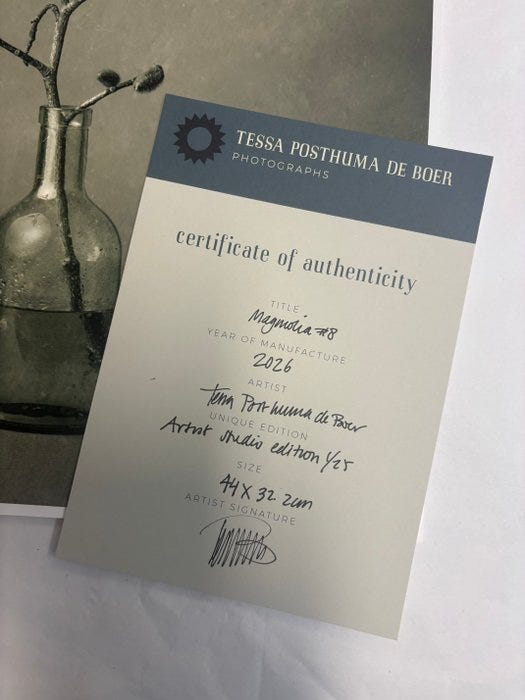 TESSA POSTHUMA DE BOER
PHOTOGRAPHS
certificate of authenticity
TITLE
Magnolia #8
YEAR OF MANUFACTURE
2026
ARTIST
Tessa Posthuma de Boer
UNIQUE EDITION
Artist studio edition 1/25
SIZE
44 x 32.2cm
ARTIST SIGNATURE